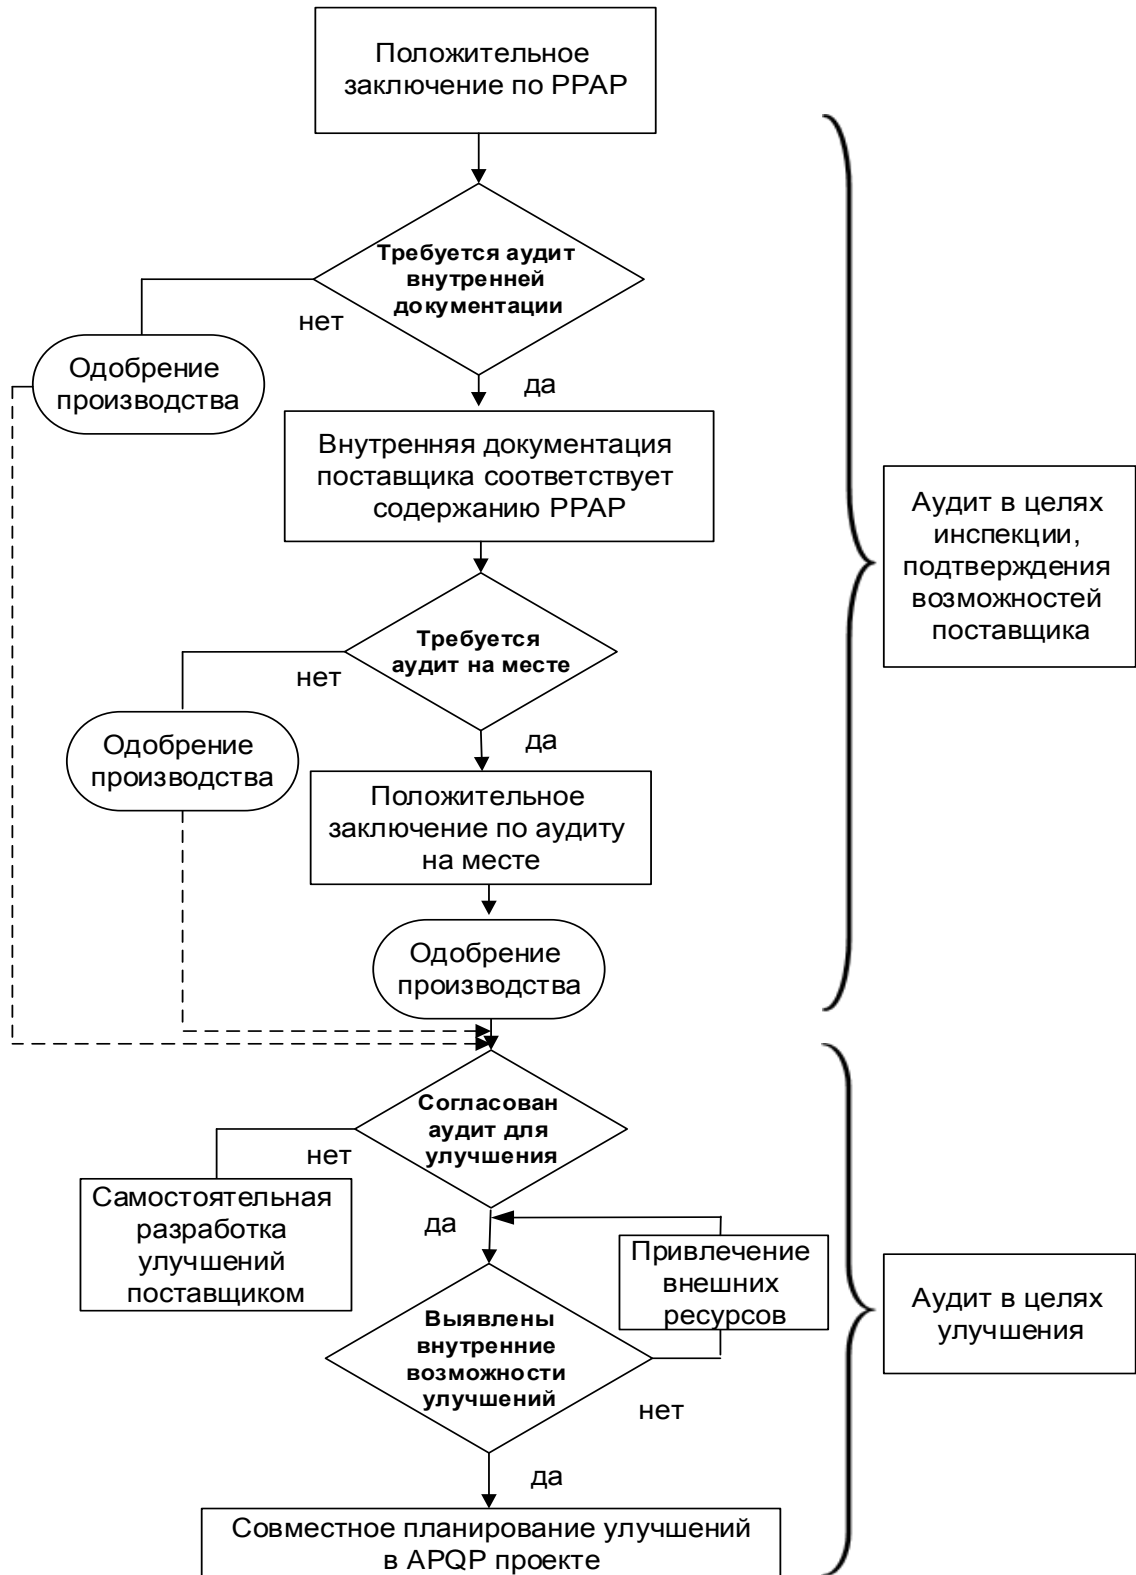 Положительное
заключение по PPAP
Требуется аудит
внутренней
документации
нет
Одобрение
производства
да
Внутренняя документация
поставщика соответствует
содержанию PPAP
Аудит в целях
инспекции,
подтверждения
возможностей
поставщика
Требуется
аудит на месте
нет
Одобрение
производства
да
Положительное
заключение по аудиту
на месте
Одобрение
производства
Согласован
аудит для
улучшения
нет
Самостоятельная
разработка
улучшений
поставщиком
да
Привлечение
внешних
ресурсов
Аудит в целях
улучшения
Выявлены
внутренние
возможности
улучшений
нет
да
Совместное планирование улучшений
в APQP проекте